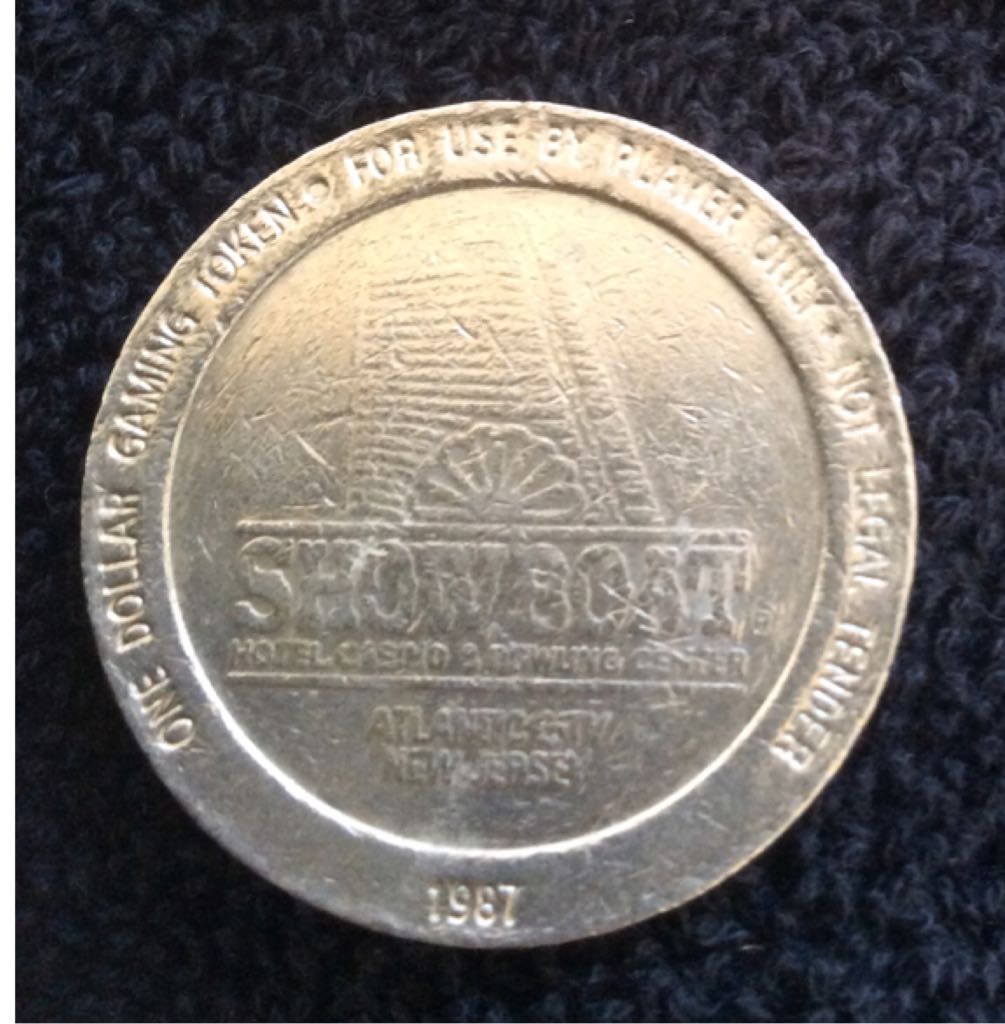 ONE DOLLAR GAMING TOKEN • FOR USE BY PLAYER ONLY • NOT LEGAL TENDER
SHOWBOAT
HOTEL CASINO & BOWLING CENTER
ATLANTIC CITY
NEW JERSEY
1987